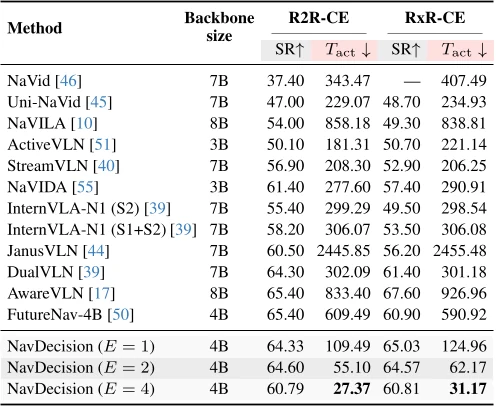 Method Backbone size R2R-CE RxR-CE
SR↑ T_act ↓ SR↑ T_act ↓
NaVid [46] 7B 37.40 343.47 — 407.49
Uni-NaVid [45] 7B 47.00 229.07 48.70 234.93
NaVILA [10] 8B 54.00 858.18 49.30 838.81
ActiveVLN [51] 3B 50.10 181.31 50.70 221.14
StreamVLN [40] 7B 56.90 208.30 52.90 206.25
NaVIDA [55] 3B 61.40 277.60 57.40 290.91
InternVLA-N1 (S2) [39] 7B 55.40 299.29 49.50 298.54
InternVLA-N1 (S1+S2) [39] 7B 58.20 306.07 53.50 306.08
JanusVLN [44] 7B 60.50 2445.85 56.20 2455.48
DualVLN [39] 7B 64.30 302.09 61.40 301.18
AwareVLN [17] 8B 65.40 833.40 67.60 926.96
FutureNav-4B [50] 4B 65.40 609.49 60.90 590.92
NavDecision (E = 1) 4B 64.33 109.49 65.03 124.96
NavDecision (E = 2) 4B 64.60 55.10 64.57 62.17
NavDecision (E = 4) 4B 60.79 27.37 60.81 31.17